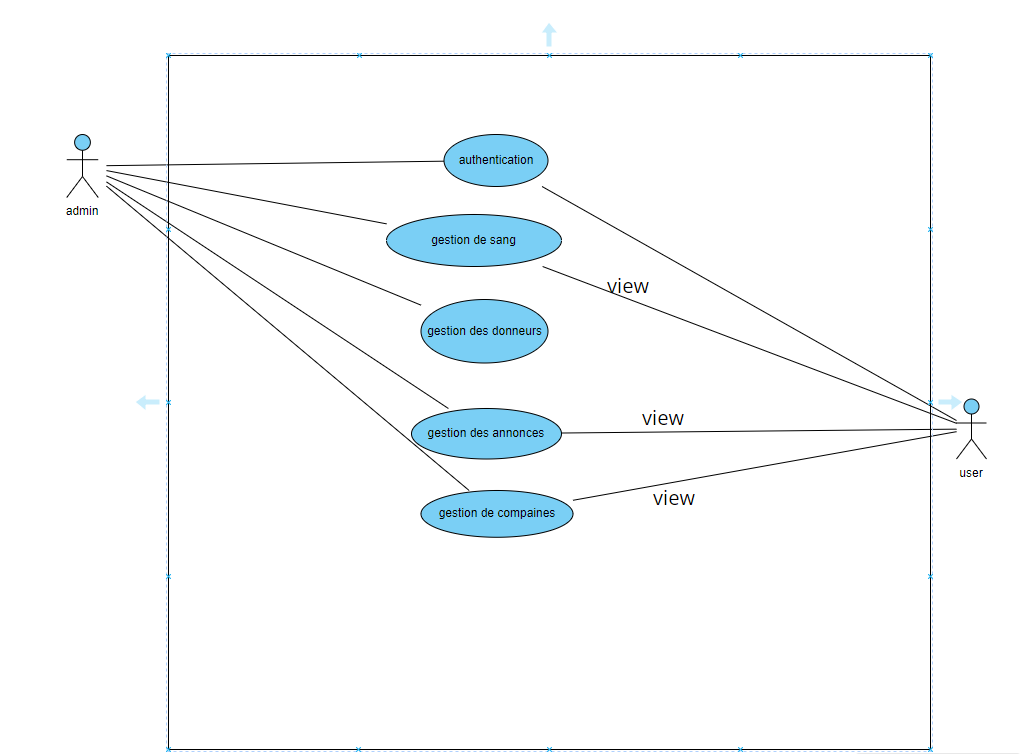 authentication
admin
gestion de sang
view
gestion des donneurs
view
gestion des annonces
user
view
gestion de compaines